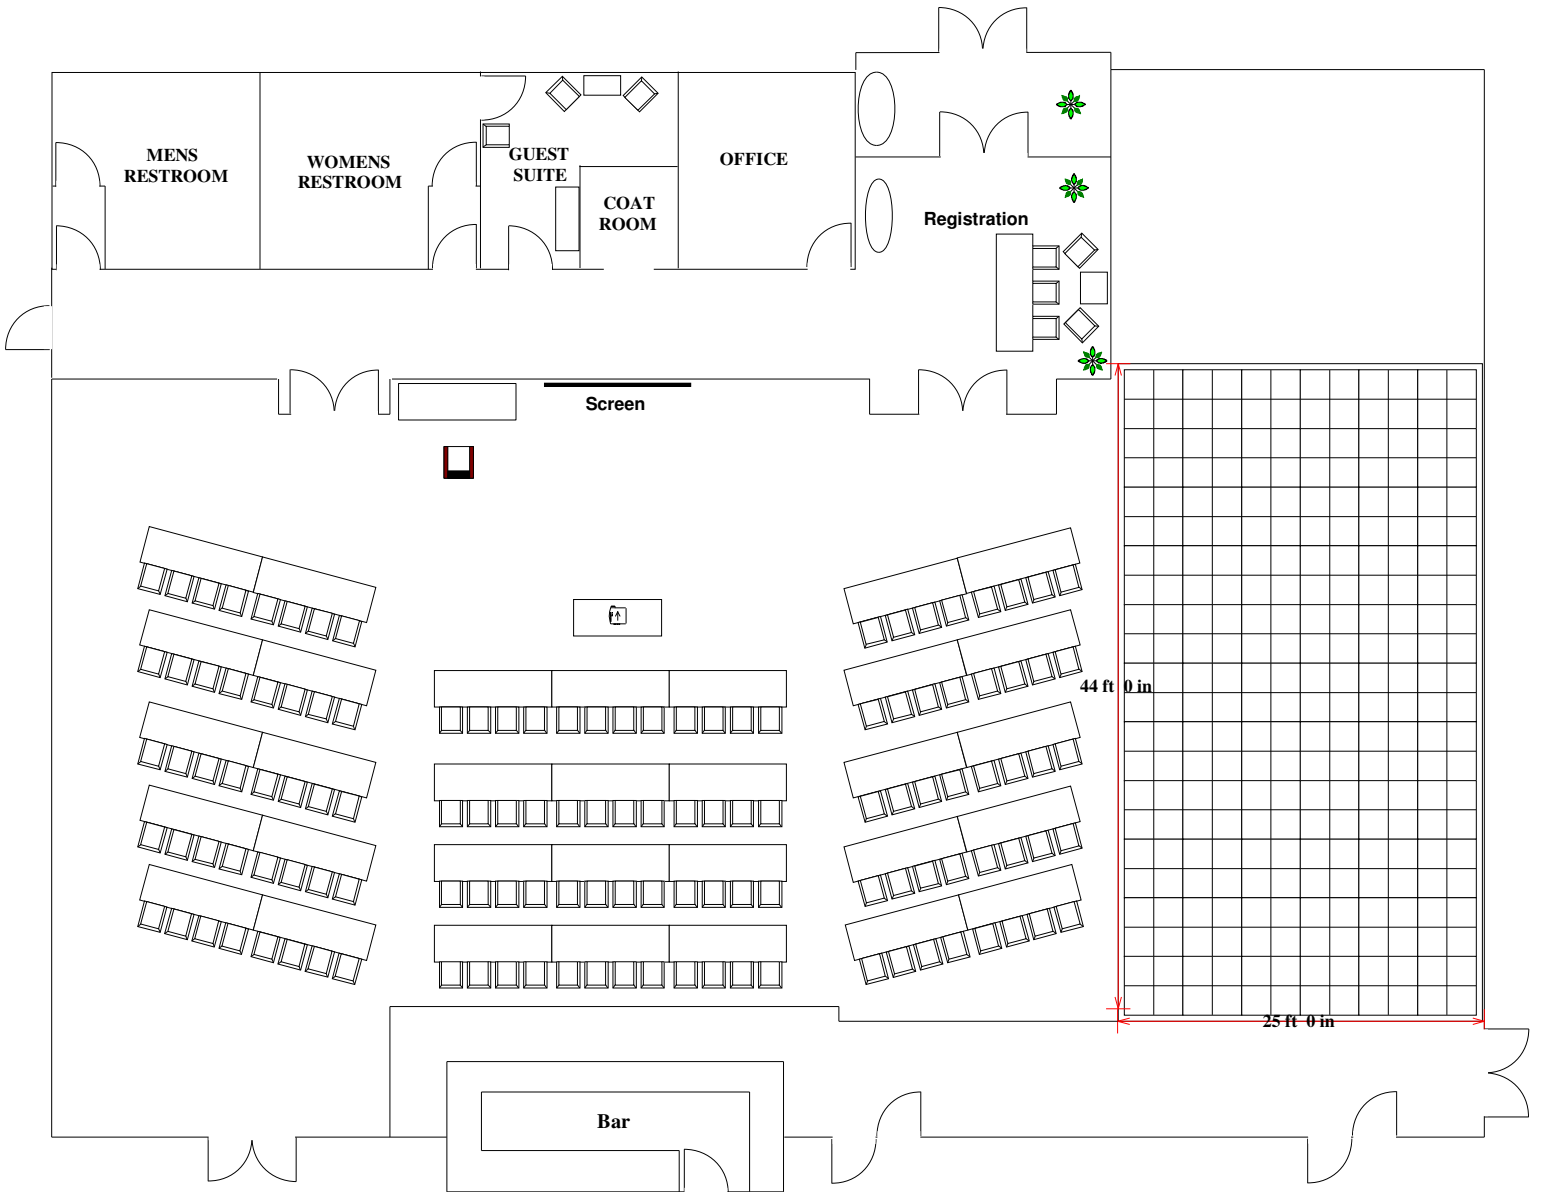 MENS
RESTROOM
WOMENS
RESTROOM
GUEST
SUITE
COAT
ROOM
OFFICE
Registration
Screen
44 ft  0 in
25 ft  0 in
Bar